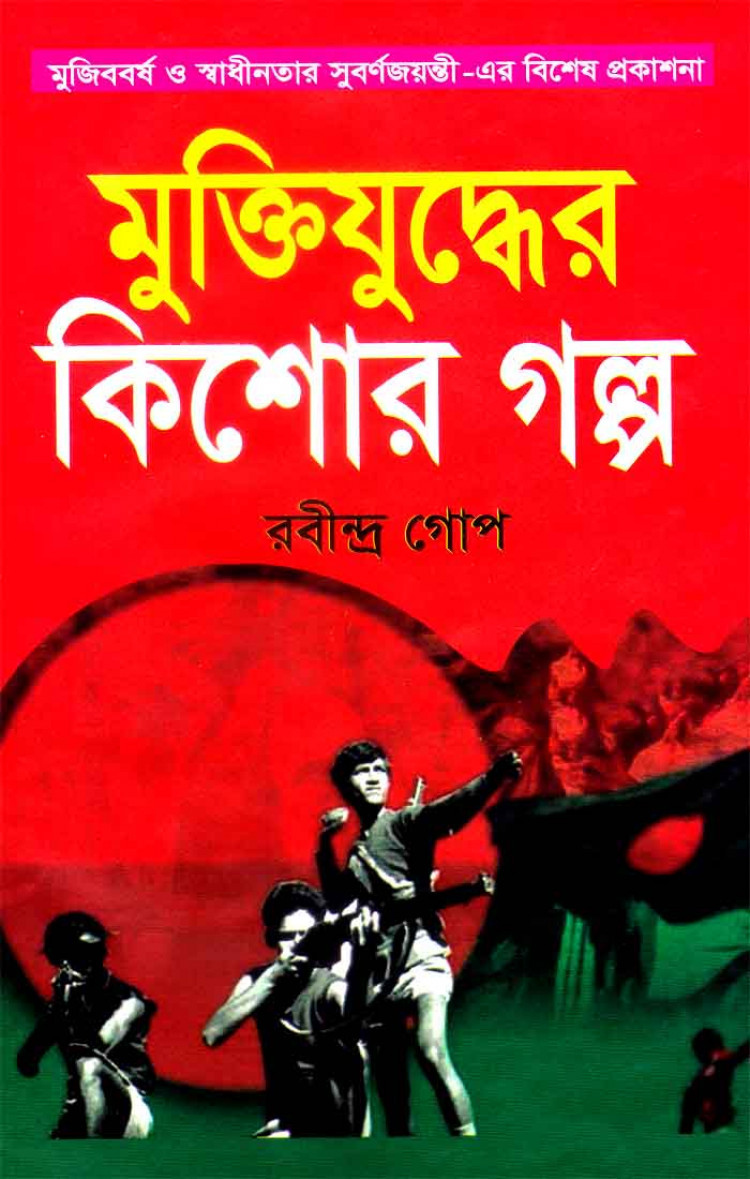 মুজিববর্ষ ও স্বাধীনতার সুবর্ণজয়ন্তী-এর বিশেষ প্রকাশনা
মুক্তিযুদ্ধের
কিশোর গল্প
রবীন্দ্র গোপ